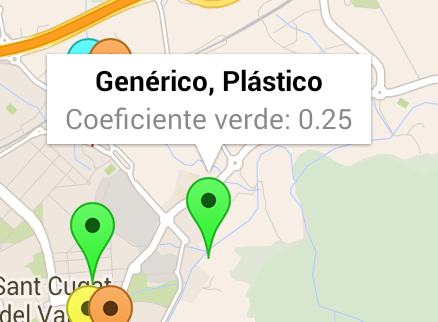 Genérico, Plástico
Coeficiente verde: 0.25
Sant Cugat
del Va